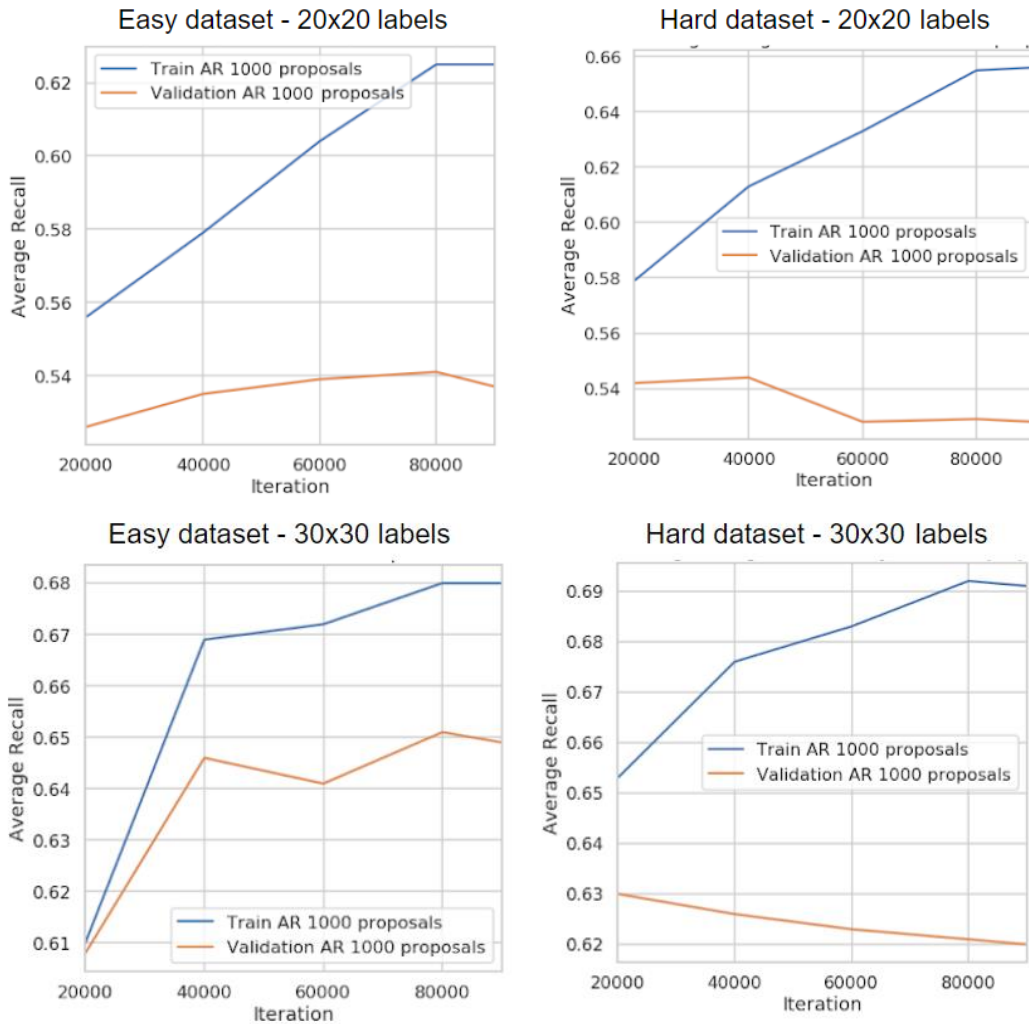 Easy dataset - 20x20 labels
Train AR 1000 proposals
Validation AR 1000 proposals
0.62
0.60
0.58
0.56
0.54
Average Recall
20000 40000 60000 80000
Iteration
Hard dataset - 20x20 labels
0.66
0.64
0.62
0.60
0.58
0.56
0.54
Average Recall
Train AR 1000 proposals
Validation AR 1000 proposals
20000 40000 60000 80000
Iteration
Easy dataset - 30x30 labels
0.68
0.67
0.66
0.65
0.64
0.63
0.62
0.61
Average Recall
Train AR 1000 proposals
Validation AR 1000 proposals
20000 40000 60000 80000
Iteration
Hard dataset - 30x30 labels
0.69
0.68
0.67
0.66
0.65
0.64
0.63
0.62
Average Recall
Train AR 1000 proposals
Validation AR 1000 proposals
20000 40000 60000 80000
Iteration